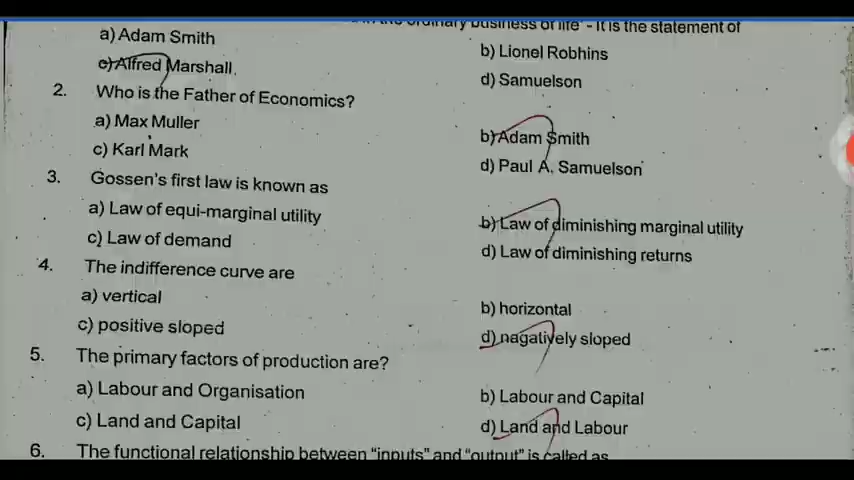 in the ordinary business of life' - It is the statement of
a) Adam Smith
b) Lionel Robhins
c) Alfred Marshall.
d) Samuelson
2. Who is the Father of Economics?
a) Max Muller
b) Adam Smith
c) Karl Mark
d) Paul A. Samuelson
3. Gossen's first law is known as
a) Law of equi-marginal utility
b) Law of diminishing marginal utility
c) Law of demand
d) Law of diminishing returns
4. The indifference curve are
a) vertical
b) horizontal
c) positive sloped
d) nagatively sloped
5. The primary factors of production are?
a) Labour and Organisation
b) Labour and Capital
c) Land and Capital
d) Land and Labour
6. The functional relationship between "inputs" and "output" is called as